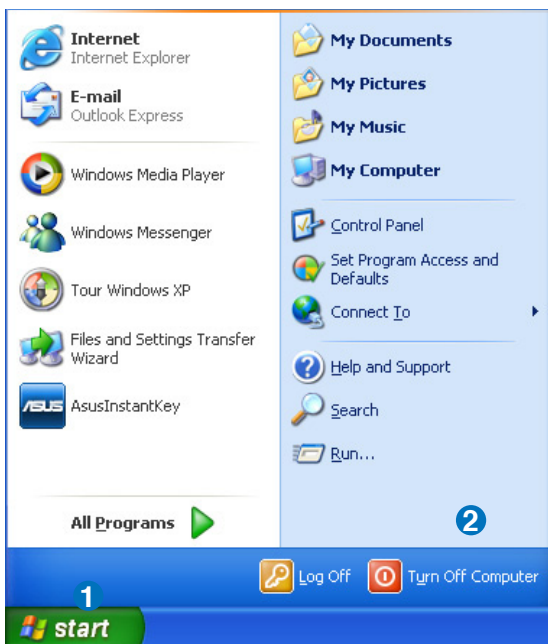 Internet
Internet Explorer
E-mail
Outlook Express
Windows Media Player
Windows Messenger
Tour Windows XP
Files and Settings Transfer
Wizard
ASUS AsusInstantKey
All Programs
My Documents
My Pictures
My Music
My Computer
Control Panel
Set Program Access and
Defaults
Connect To
Help and Support
Search
Run...
2
Log Off
Turn Off Computer
1
start